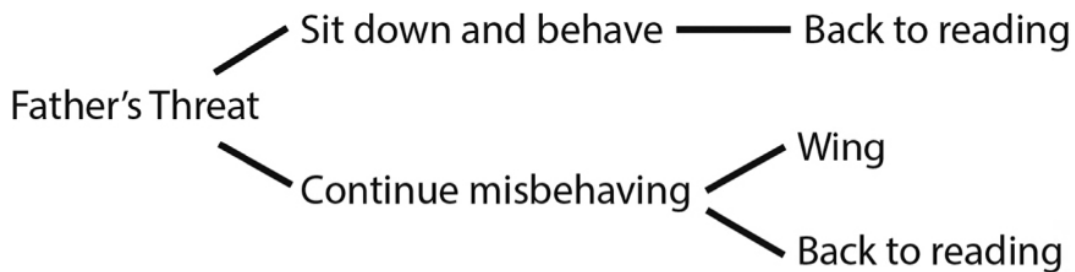 Sit down and behave
Back to reading
Father's Threat
Wing
Continue misbehaving
Back to reading